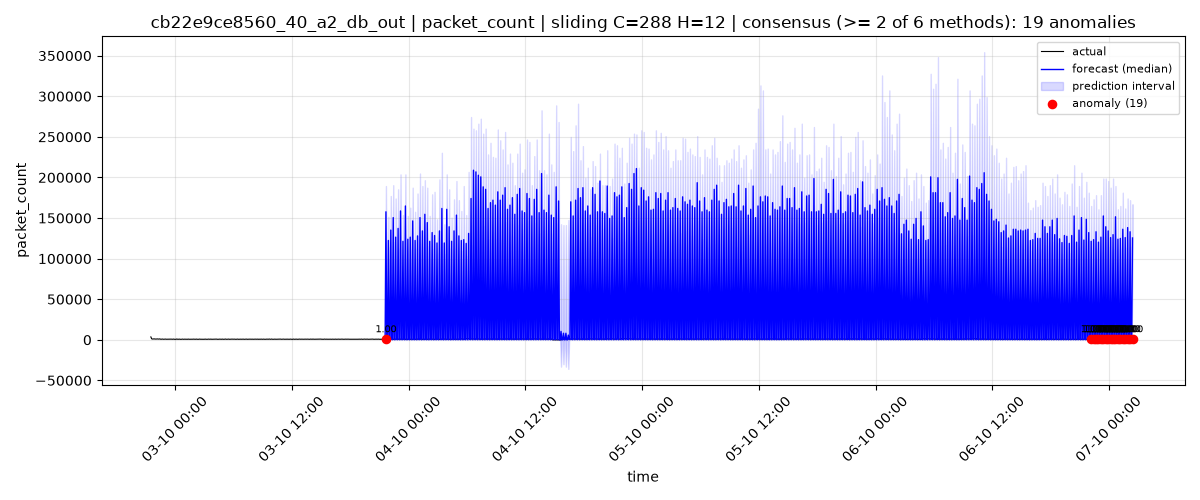 cb22e9ce8560_40_a2_db_out | packet_count | sliding C=288 H=12 | consensus (>= 2 of 6 methods): 19 anomalies
actual
forecast (median)
prediction interval
anomaly (19)
350000
300000
250000
200000
150000
100000
50000
0
−50000
packet_count
03-10 00:00
03-10 12:00
04-10 00:00
04-10 12:00
05-10 00:00
05-10 12:00
06-10 00:00
06-10 12:00
07-10 00:00
time